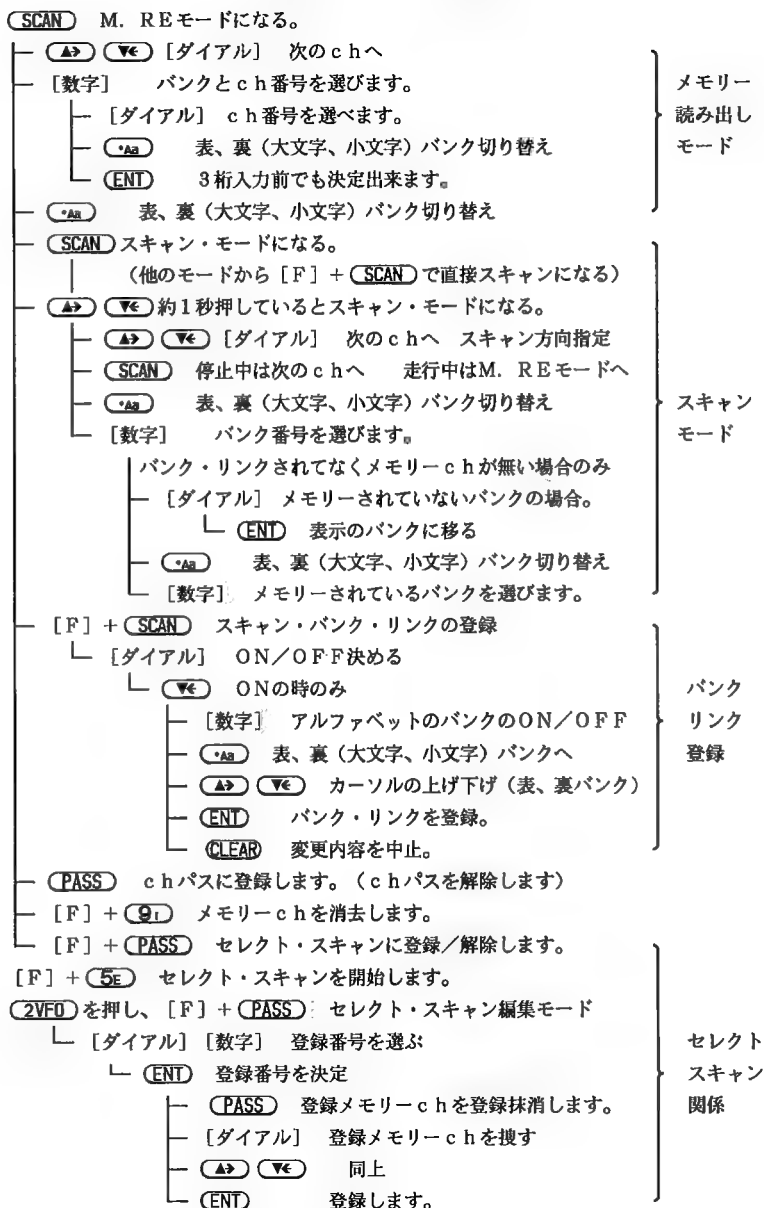 SCAN M. REモードになる。
▲→ ▼← [ダイアル] 次のchへ
[数字] バンクとch番号を選びます。 メモリー
[ダイアル] ch番号を選べます。 読み出し
・Aa 表、裏(大文字、小文字)バンク切り替え モード
ENT 3桁入力前でも決定出来ます。
・Aa 表、裏(大文字、小文字)バンク切り替え
SCAN スキャン・モードになる。
(他のモードから[F]+SCANで直接スキャンになる)
▲→ ▼← 約1秒押しているとスキャン・モードになる。
▲→ ▼← [ダイアル] 次のchへ スキャン方向指定
SCAN 停止中は次のchへ 走行中はM. REモードへ
・Aa 表、裏(大文字、小文字)バンク切り替え スキャン
[数字] バンク番号を選びます。 モード
バンク・リンクされてなくメモリーchが無い場合のみ
[ダイアル] メモリーされていないバンクの場合。
ENT 表示のバンクに移る
・Aa 表、裏(大文字、小文字)バンク切り替え
[数字] メモリーされているバンクを選びます。
[F]+SCAN スキャン・バンク・リンクの登録
[ダイアル] ON/OFF決める
▼← ONの時のみ バンク
[数字] アルファベットのバンクのON/OFF リンク
・Aa 表、裏(大文字、小文字)バンクへ 登録
▲→ ▼← カーソルの上げ下げ(表、裏バンク)
ENT バンク・リンクを登録。
CLEAR 変更内容を中止。
PASS chパスに登録します。(chパスを解除します)
[F]+9I メモリーchを消去します。
[F]+PASS セレクト・スキャンに登録/解除します。
[F]+5E セレクト・スキャンを開始します。
2VFOを押し、[F]+PASS セレクト・スキャン編集モード
[ダイアル][数字] 登録番号を選ぶ セレクト
ENT 登録番号を決定 スキャン
PASS 登録メモリーchを登録抹消します。 関係
[ダイアル] 登録メモリーchを捜す
▲→ ▼← 同上
ENT 登録します。